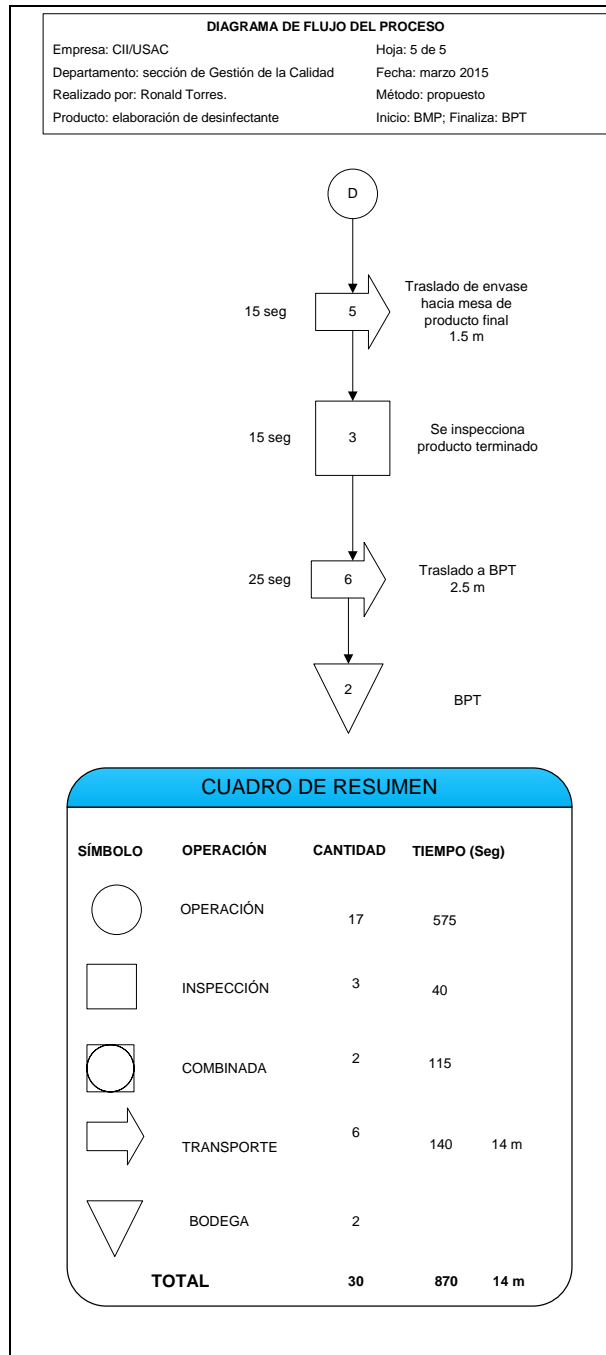 DIAGRAMA DE FLUJO DEL PROCESO
Empresa: CII/USAC Hoja: 5 de 5
Departamento: sección de Gestión de la Calidad Fecha: marzo 2015
Realizado por: Ronald Torres. Método: propuesto
Producto: elaboración de desinfectante Inicio: BMP; Finaliza: BPT
D
Traslado de envase
hacia mesa de
15 seg 5 producto final
1.5 m
Se inspecciona
15 seg 3 producto terminado
Traslado a BPT
25 seg 6 2.5 m
2 BPT
CUADRO DE RESUMEN
SÍMBOLO OPERACIÓN CANTIDAD TIEMPO (Seg)
OPERACIÓN 17 575
INSPECCIÓN 3 40
COMBINADA 2 115
TRANSPORTE 6 140 14 m
BODEGA 2
TOTAL 30 870 14 m